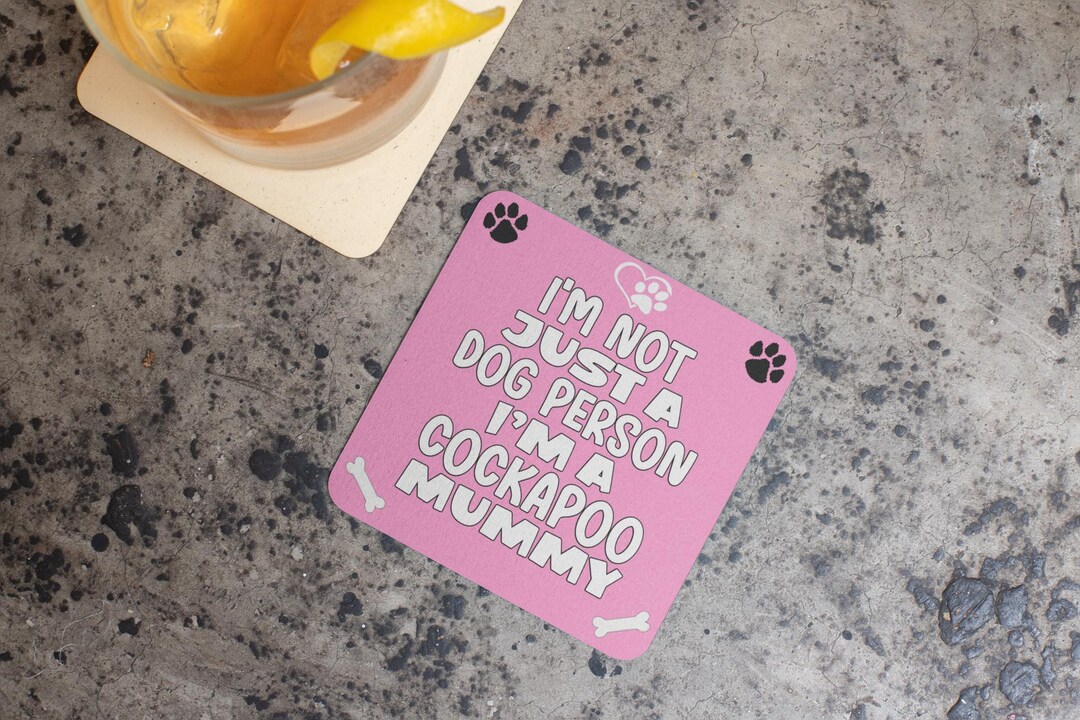 I'M NOT
JUST A
DOG PERSON
I'M A
COCKAPOO
MUMMY